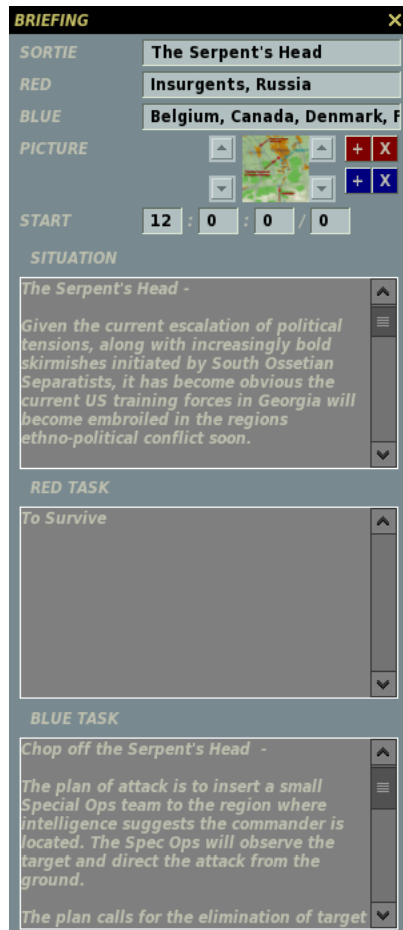 BRIEFING X
SORTIE The Serpent's Head
RED Insurgents, Russia
BLUE Belgium, Canada, Denmark, F
PICTURE + X
+ X
START 12 : 0 : 0 / 0
SITUATION
The Serpent's Head -
Given the current escalation of political
tensions, along with increasingly bold
skirmishes initiated by South Ossetian
Separatists, it has become obvious the
current US training forces in Georgia will
become embroiled in the regions
ethno-political conflict soon.
RED TASK
To Survive
BLUE TASK
Chop off the Serpent's Head -
The plan of attack is to insert a small
Special Ops team to the region where
intelligence suggests the commander is
located. The Spec Ops will observe the
target and direct the attack from the
ground.
The plan calls for the elimination of target